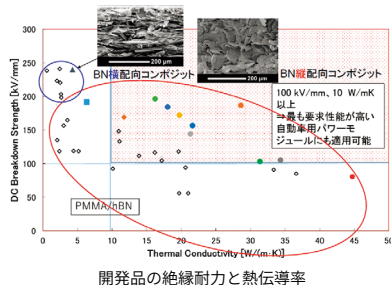 200 μm
200 μm
BN横配向コンポジット
BN縦配向コンポジット
100 kV/mm、10 W/mK
以上
⇒最も要求性能が高い
自動車用パワーモ
ジュールにも適用可能
PMMA/hBN
DC Breakdown Strength [kV/mm]
300
250
200
150
100
50
0
0 5 10 15 20 25 30 35 40 45 50
Thermal Conductivity [W/(m·K)]
開発品の絶縁耐力と熱伝導率